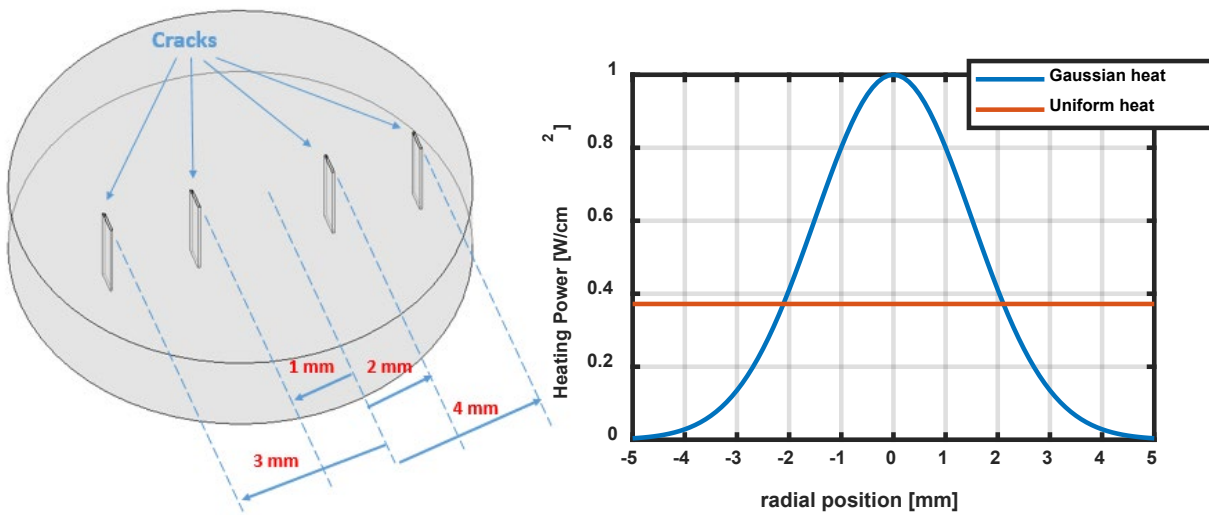 Cracks
1 mm
2 mm
4 mm
3 mm
Gaussian heat
Uniform heat
Heating Power [W/cm
2
]
1
0.8
0.6
0.4
0.2
0
-5 -4 -3 -2 -1 0 1 2 3 4 5
radial position [mm]